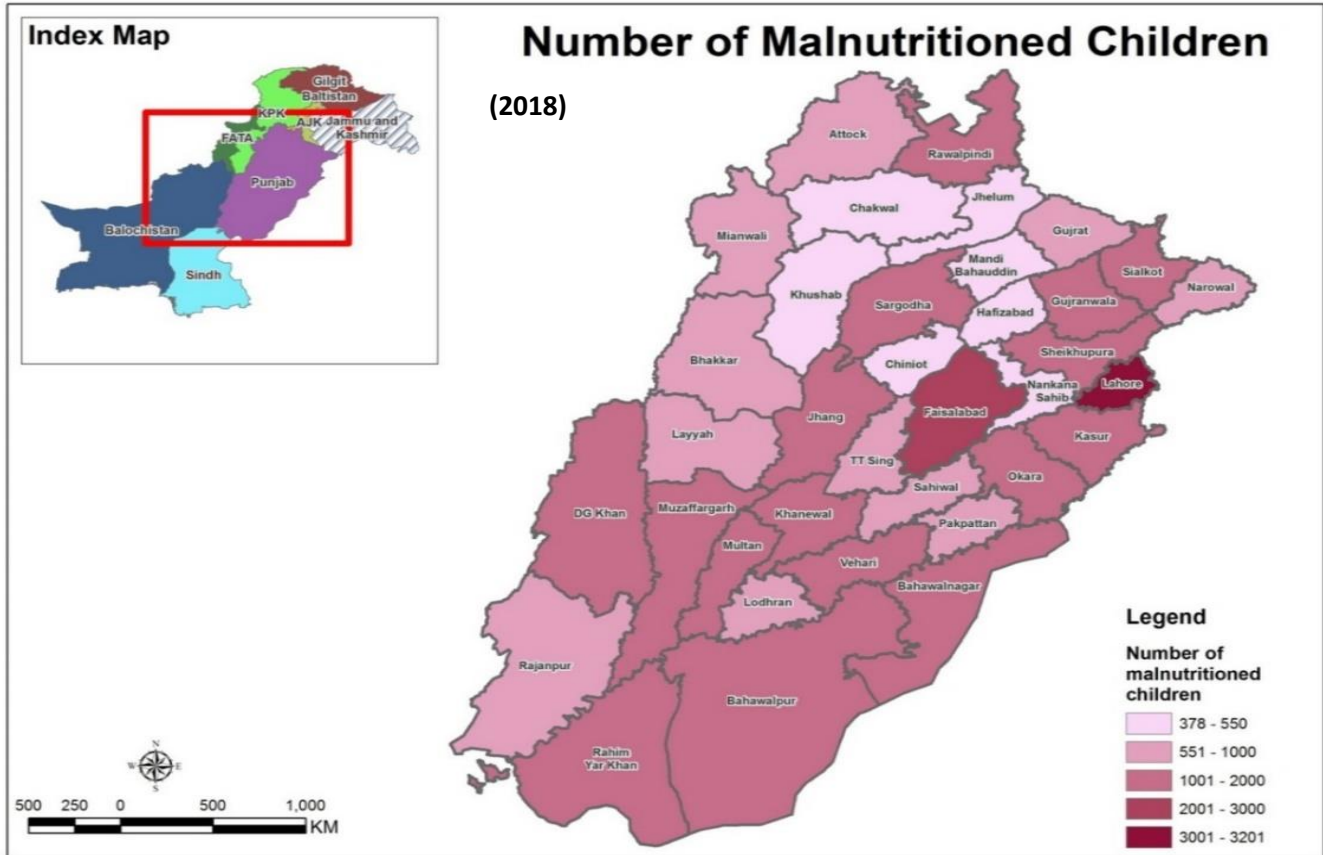 Index Map
Gilgit
Baltistan
KPK
AJK
Jammu and
Kashmir
FATA
Punjab
Balochistan
Sindh
Number of Malnutritioned Children
(2018)
Attock
Rawalpindi
Chakwal
Jhelum
Mianwali
Gujrat
Mandi
Bahauddin
Sialkot
Khushab
Narowal
Sargodha
Gujranwala
Hafizabad
Sheikhupura
Bhakkar
Chiniot
Nankana
Sahib
Lahore
Faisalabad
Jhang
Layyah
Kasur
TT Sing
Okara
Sahiwal
DG Khan
Muzaffargarh
Khanewal
Pakpattan
Multan
Vehari
Bahawalnagar
Lodhran
Rajanpur
Bahawalpur
Rahim
Yar Khan
Legend
Number of
malnutritioned
children
378 - 550
551 - 1000
1001 - 2000
2001 - 3000
3001 - 3201
N
W E
S
500 250 0 500 1,000
KM